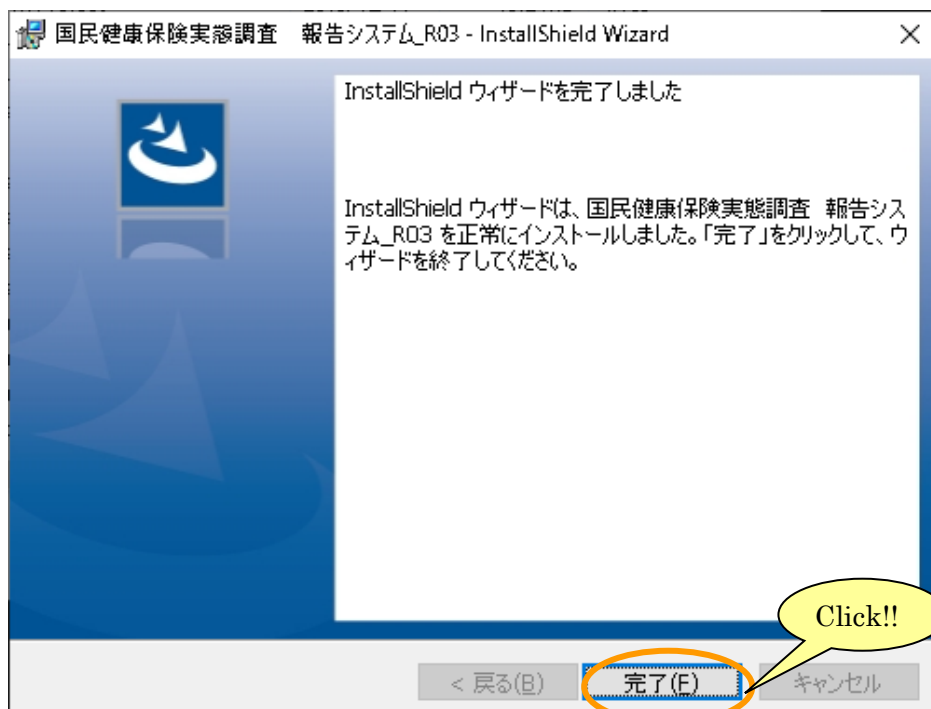 国民健康保険実態調査　報告システム_R03 - InstallShield Wizard
InstallShield ウィザードを完了しました
InstallShield ウィザードは、国民健康保険実態調査　報告シス
テム_R03 を正常にインストールしました。「完了」をクリックして、ウ
ィザードを終了してください。
Click!!
< 戻る(B)
完了(F)
キャンセル